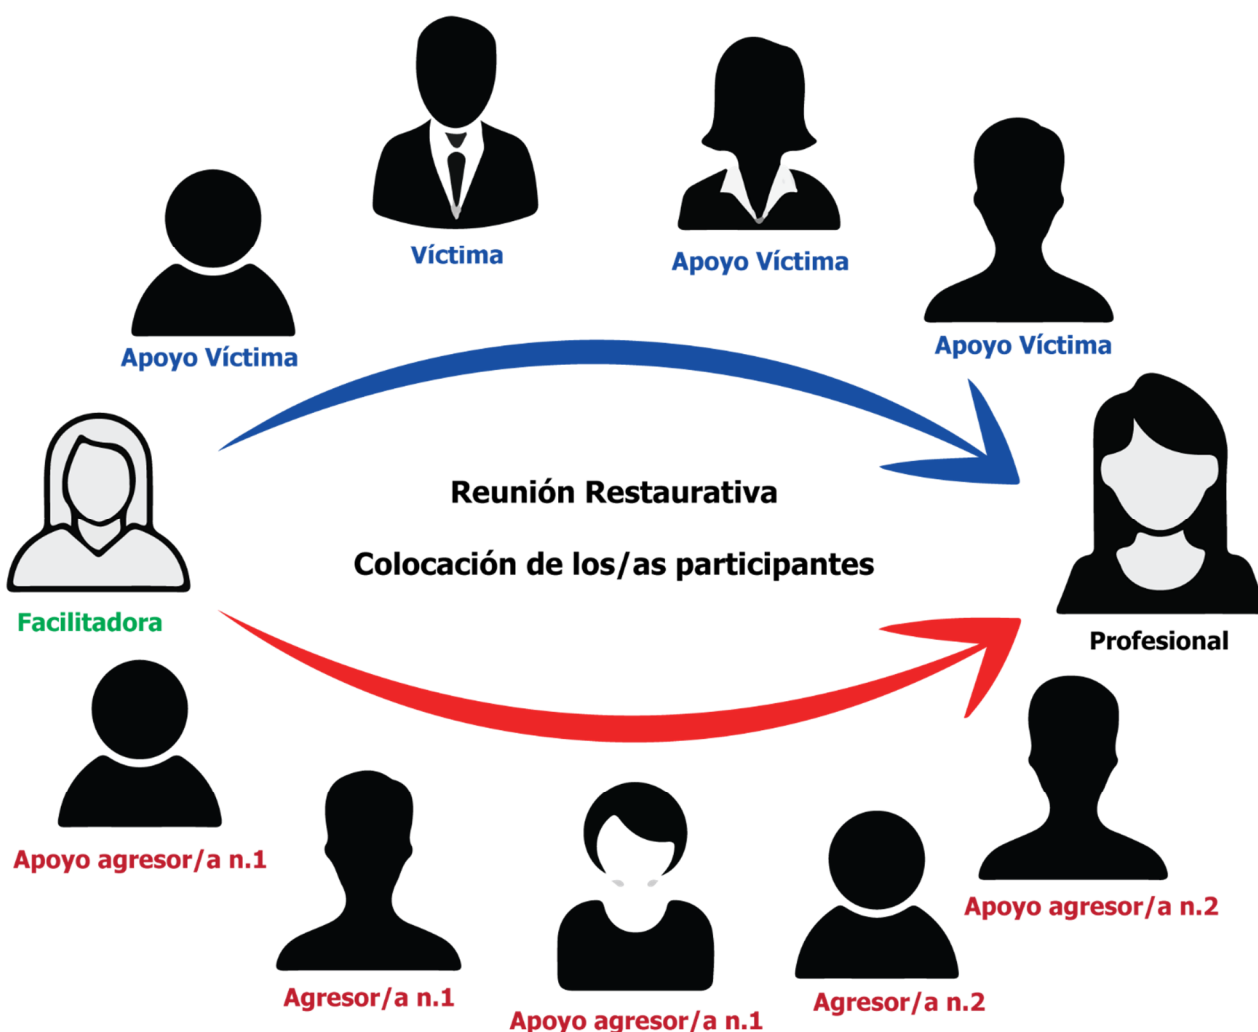 Víctima
Apoyo Víctima
Apoyo Víctima
Apoyo Víctima
Reunión Restaurativa
Colocación de los/as participantes
Facilitadora
Profesional
Apoyo agresor/a n.1
Apoyo agresor/a n.2
Agresor/a n.1
Agresor/a n.2
Apoyo agresor/a n.1